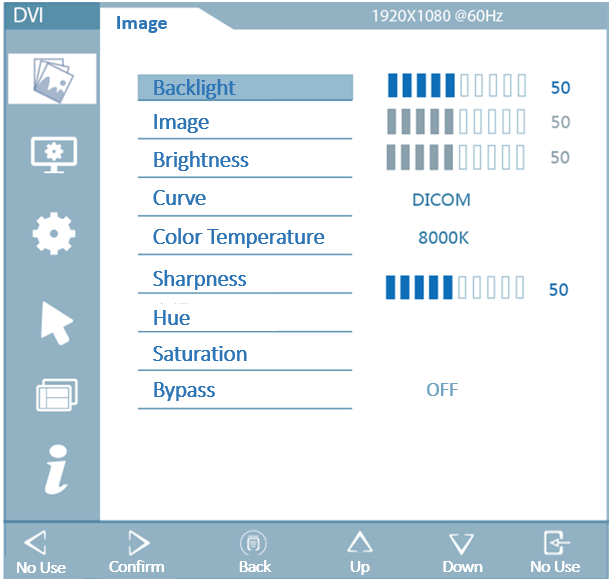 DVI
Image
1920X1080 @60Hz
Backlight 50
Image 50
Brightness 50
Curve DICOM
Color Temperature 8000K
Sharpness 50
Hue
Saturation
Bypass OFF
No Use Confirm Back Up Down No Use